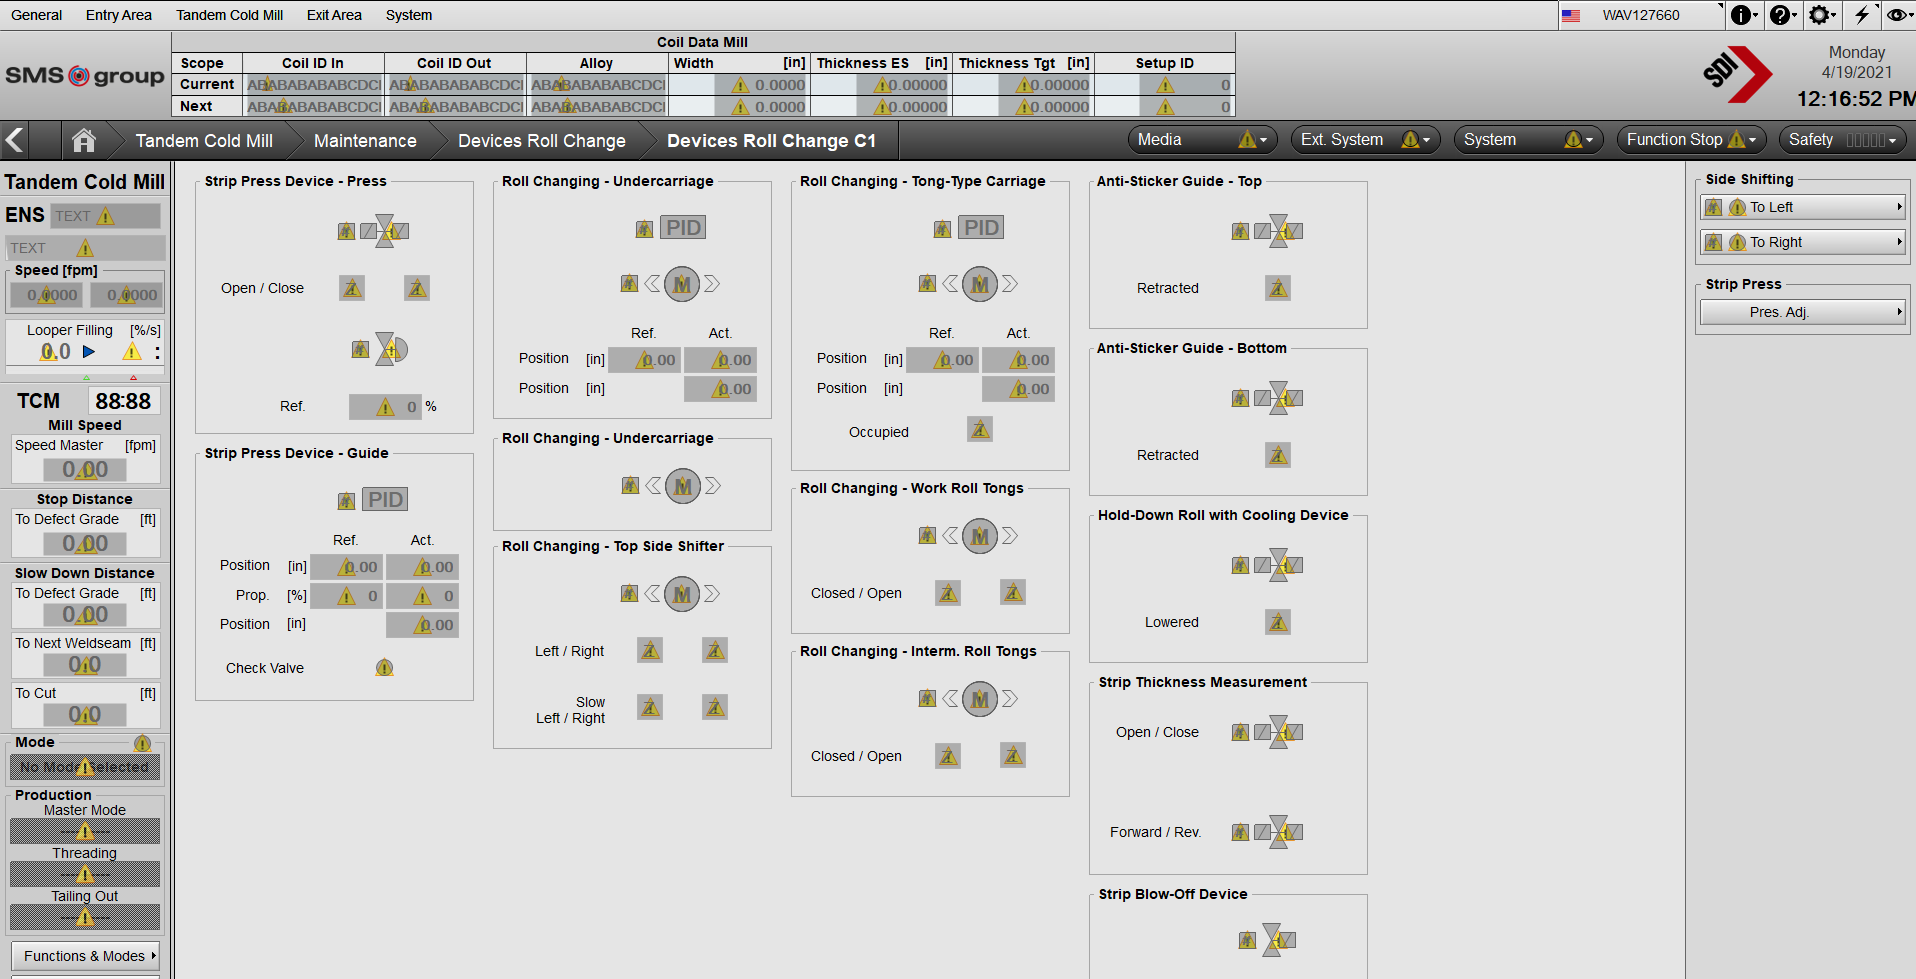 General Entry Area Tandem Cold Mill Exit Area System WAV127660
Coil Data Mill
Scope Coil ID In Coil ID Out Alloy Width [in] Thickness ES [in] Thickness Tgt [in] Setup ID
Current ABABABABABCDCI ABABABABABCDCI ABABABABABCDCI 0.0000 0.00000 0.00000 0
Next ABABABABABCDCI ABABABABABCDCI ABABABABABCDCI 0.0000 0.00000 0.00000 0
SMS group
SDI
Monday
4/19/2021
12:16:52 PM
Tandem Cold Mill Maintenance Devices Roll Change Devices Roll Change C1 Media Ext. System System Function Stop Safety
Tandem Cold Mill
ENS TEXT
TEXT
Speed [fpm]
0.0000 0.0000
Looper Filling [%/s]
0.0 :
TCM 88:88
Mill Speed
Speed Master [fpm]
0.00
Stop Distance
To Defect Grade [ft]
0.00
Slow Down Distance
To Defect Grade [ft]
0.00
To Next Weldseam [ft]
0.0
To Cut [ft]
0.0
Mode
No Mode Selected
Production
Master Mode
Threading
Tailing Out
Functions & Modes
Strip Press Device - Press
Open / Close
Ref. 0 %
Strip Press Device - Guide
PID
Ref. Act.
Position [in] 0.00 0.00
Prop. [%] 0 0
Position [in] 0.00
Check Valve
Roll Changing - Undercarriage
PID
M
Ref. Act.
Position [in] 0.00 0.00
Position [in] 0.00
Roll Changing - Undercarriage
M
Roll Changing - Top Side Shifter
M
Left / Right
Slow
Left / Right
Roll Changing - Tong-Type Carriage
PID
M
Ref. Act.
Position [in] 0.00 0.00
Position [in] 0.00
Occupied
Roll Changing - Work Roll Tongs
M
Closed / Open
Roll Changing - Interm. Roll Tongs
M
Closed / Open
Anti-Sticker Guide - Top
Retracted
Anti-Sticker Guide - Bottom
Retracted
Hold-Down Roll with Cooling Device
Lowered
Strip Thickness Measurement
Open / Close
Forward / Rev.
Strip Blow-Off Device
Side Shifting
To Left
To Right
Strip Press
Pres. Adj.